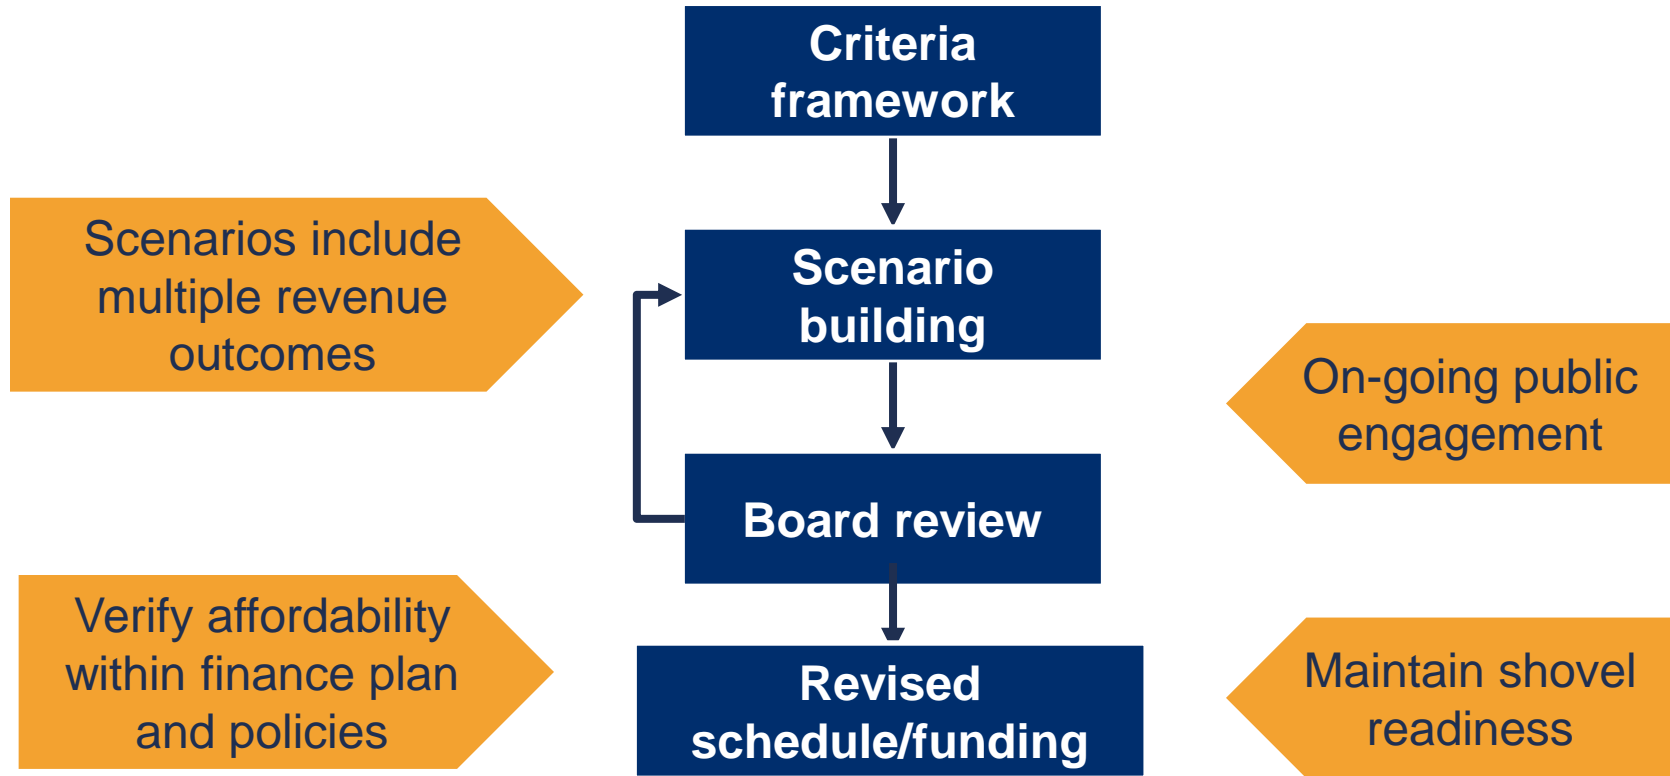 Criteria
framework
Scenarios include
multiple revenue
outcomes
Scenario
building
On-going public
engagement
Board review
Verify affordability
within finance plan
and policies
Revised
schedule/funding
Maintain shovel
readiness